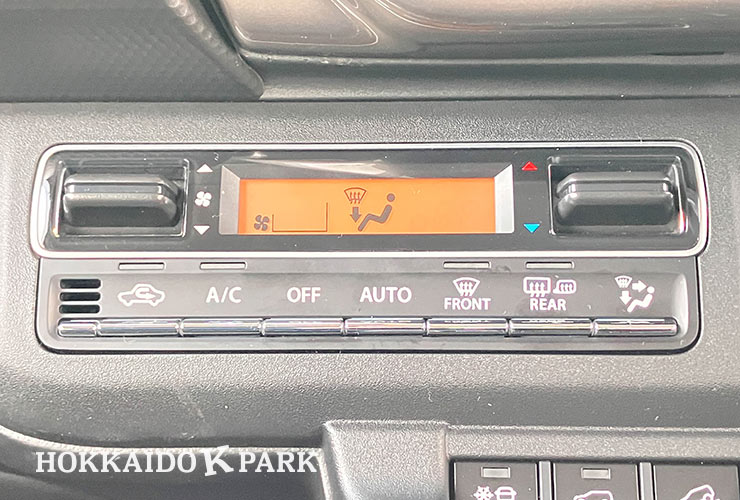 A/C OFF AUTO FRONT REAR
HOKKAIDO K PARK